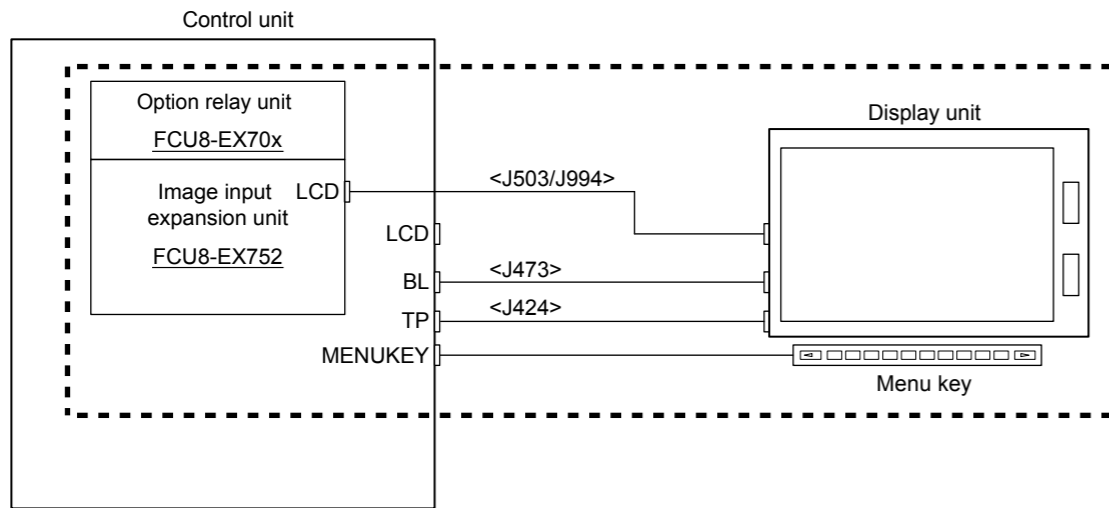 Control unit
Option relay unit
FCU8-EX70x
Display unit
Image input
expansion unit
FCU8-EX752
LCD
<J503/J994>
LCD
BL
<J473>
TP
<J424>
MENUKEY
Menu key